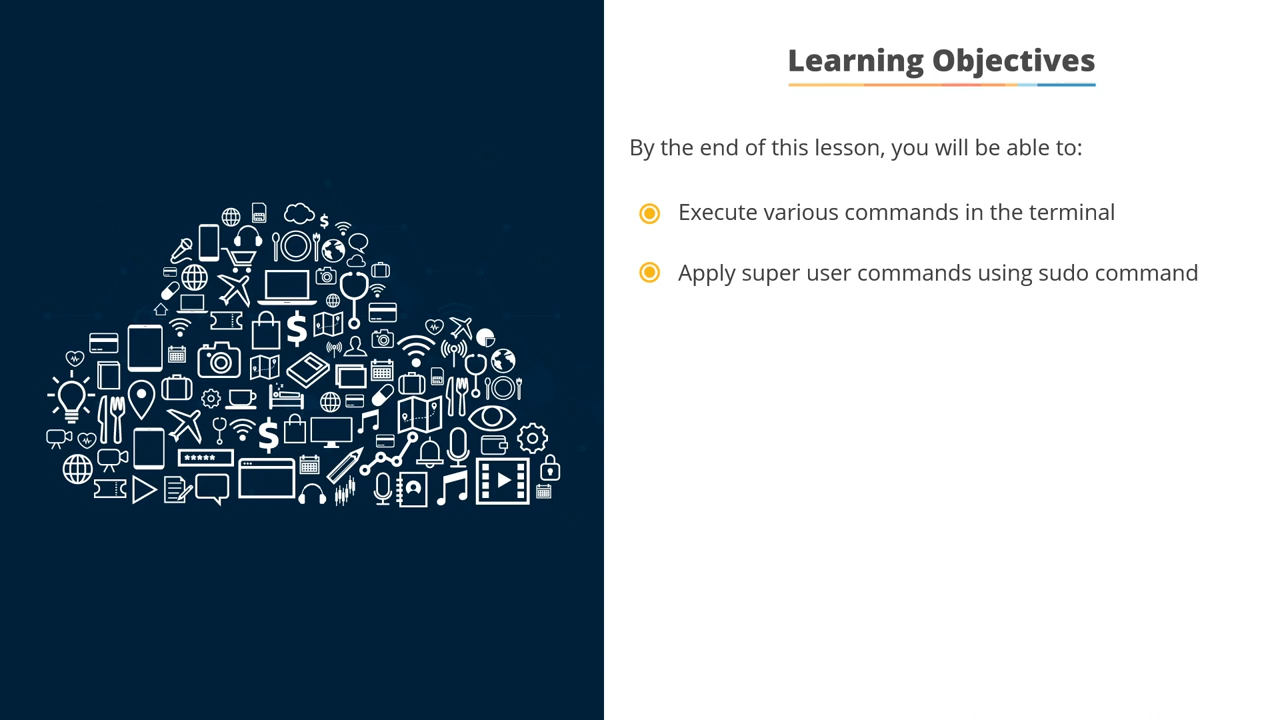 Learning Objectives
By the end of this lesson, you will be able to:
Execute various commands in the terminal
Apply super user commands using sudo command